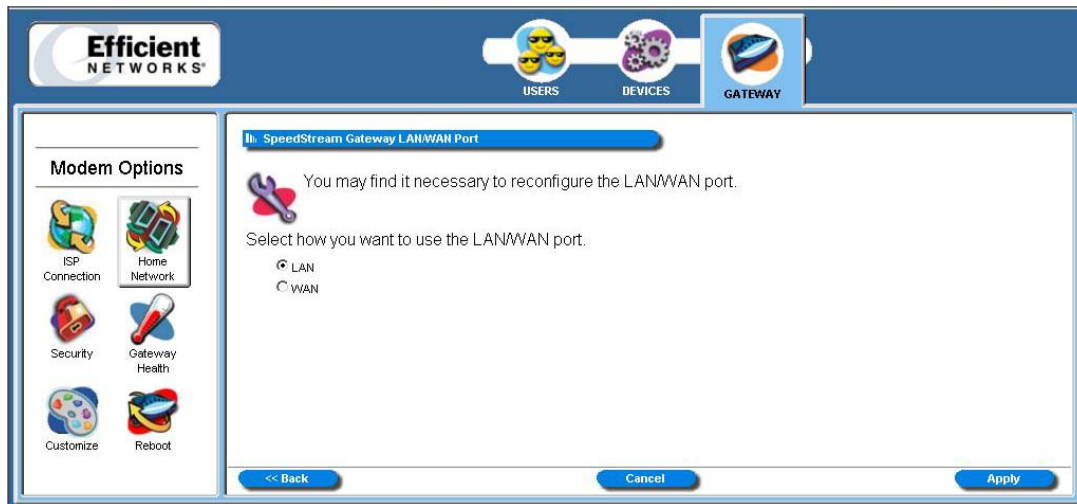 Efficient
NETWORKS®
USERS
DEVICES
GATEWAY
Modem Options
ISP
Connection
Home
Network
Security
Gateway
Health
Customize
Reboot
SpeedStream Gateway LAN/WAN Port
You may find it necessary to reconfigure the LAN/WAN port.
Select how you want to use the LAN/WAN port.
LAN
WAN
<< Back
Cancel
Apply